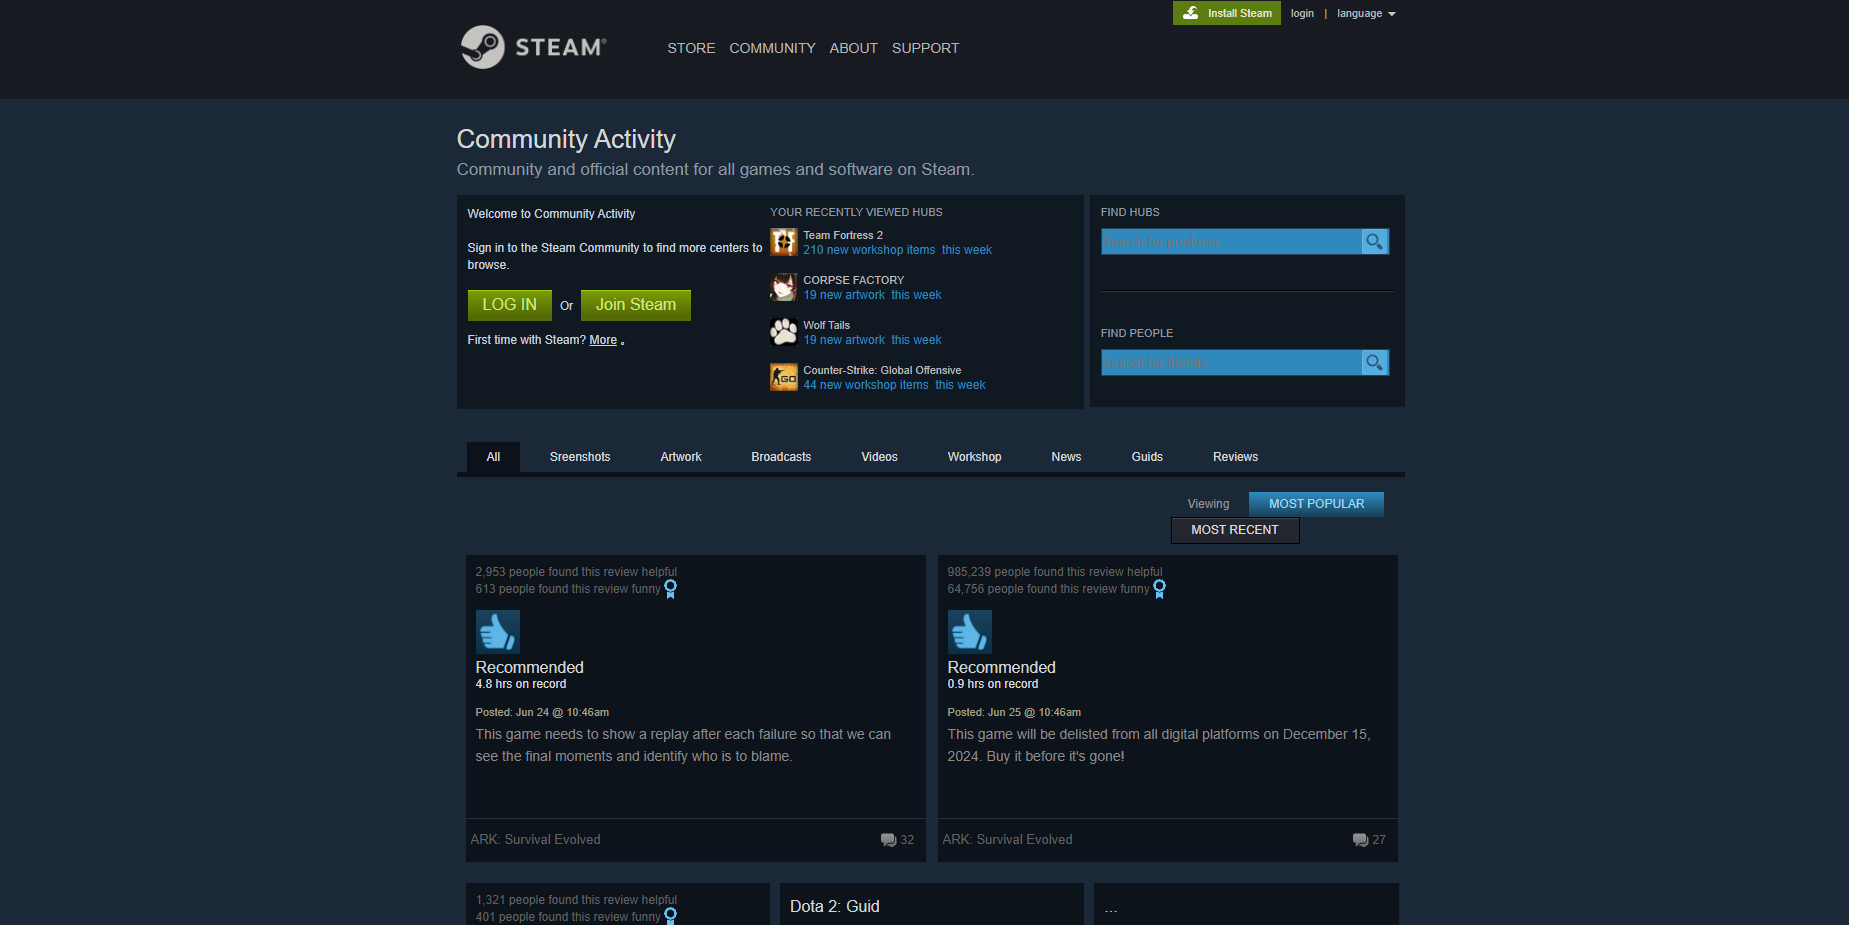 Install Steam
login | language
STEAM®
STORE COMMUNITY ABOUT SUPPORT
Community Activity
Community and official content for all games and software on Steam.
Welcome to Community Activity
Sign in to the Steam Community to find more centers to
browse.
LOG IN Or Join Steam
First time with Steam? More 。
YOUR RECENTLY VIEWED HUBS
Team Fortress 2
210 new workshop items this week
CORPSE FACTORY
19 new artwork this week
Wolf Tails
19 new artwork this week
Counter-Strike: Global Offensive
44 new workshop items this week
FIND HUBS
Search for products
FIND PEOPLE
Search for friends
All Sreenshots Artwork Broadcasts Videos Workshop News Guids Reviews
Viewing MOST POPULAR
MOST RECENT
2,953 people found this review helpful
613 people found this review funny
Recommended
4.8 hrs on record
Posted: Jun 24 @ 10:46am
This game needs to show a replay after each failure so that we can
see the final moments and identify who is to blame.
ARK: Survival Evolved 32
985,239 people found this review helpful
64,756 people found this review funny
Recommended
0.9 hrs on record
Posted: Jun 25 @ 10:46am
This game will be delisted from all digital platforms on December 15,
2024. Buy it before it's gone!
ARK: Survival Evolved 27
1,321 people found this review helpful
401 people found this review funny
Dota 2: Guid
...